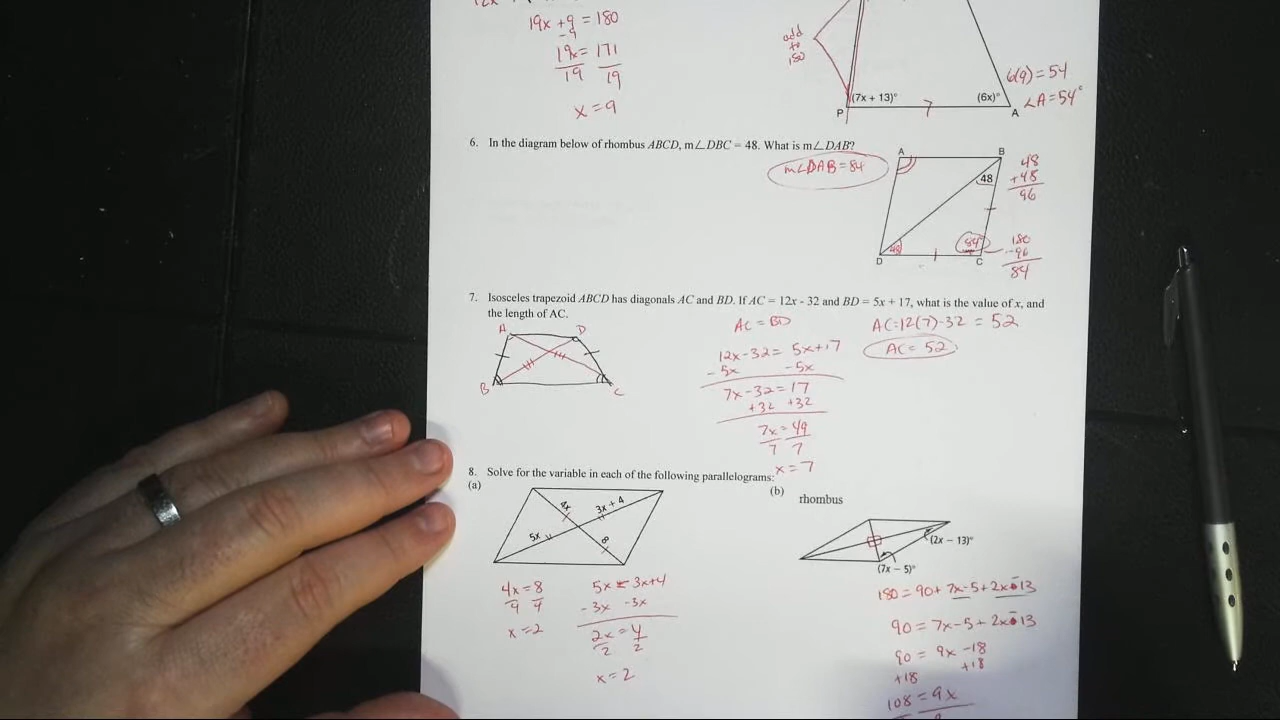 19x + 9 = 180
-9
19x = 171
19 19
x = 9
add
to
180
(7x + 13)°
(6x)°
P
A
6(9) = 54
∠A = 54°
6. In the diagram below of rhombus ABCD, m∠DBC = 48. What is m∠DAB?
m∠DAB = 84
A
B
48
48
84
D
C
48
+48
96
180
-96
84
7. Isosceles trapezoid ABCD has diagonals AC and BD. If AC = 12x - 32 and BD = 5x + 17, what is the value of x, and
the length of AC.
A
D
B
C
AC = BD
12x - 32 = 5x + 17
- 5x - 5x
7x - 32 = 17
+32 +32
7x = 49
7 7
x = 7
AC = 12(7) - 32 = 52
AC = 52
8. Solve for the variable in each of the following parallelograms:
(a)
4x
3x + 4
5x
8
4x = 8
4 4
x = 2
5x = 3x+4
- 3x -3x
2x = 4
2 2
x = 2
(b)
rhombus
(2x − 13)°
(7x − 5)°
180 = 90 + 7x - 5 + 2x - 13
90 = 7x - 5 + 2x - 13
90 = 9x - 18
+18 +18
108 = 9x